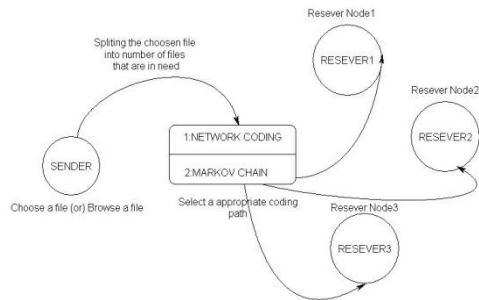 Resever Node1
Spliting the choosen file
into number of files
that are in need
RESEVER1
Resever Node2
1:NETWORK CODING
RESEVER2
SENDER
2:MARKOV CHAIN
Choose a file (or) Browse a file
Select a approprate coding
path
Resever Node3
RESEVER3